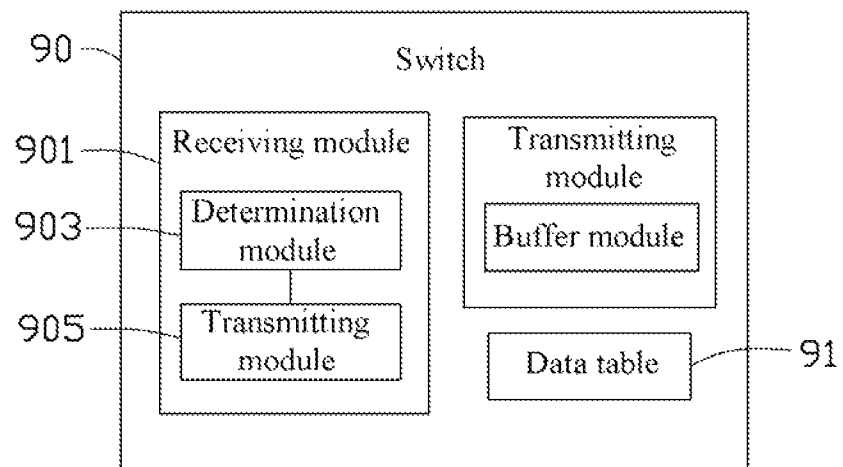 90
Switch
901
Receiving module
903
Determination
module
905
Transmitting
module
Transmitting
module
Buffer module
Data table
91